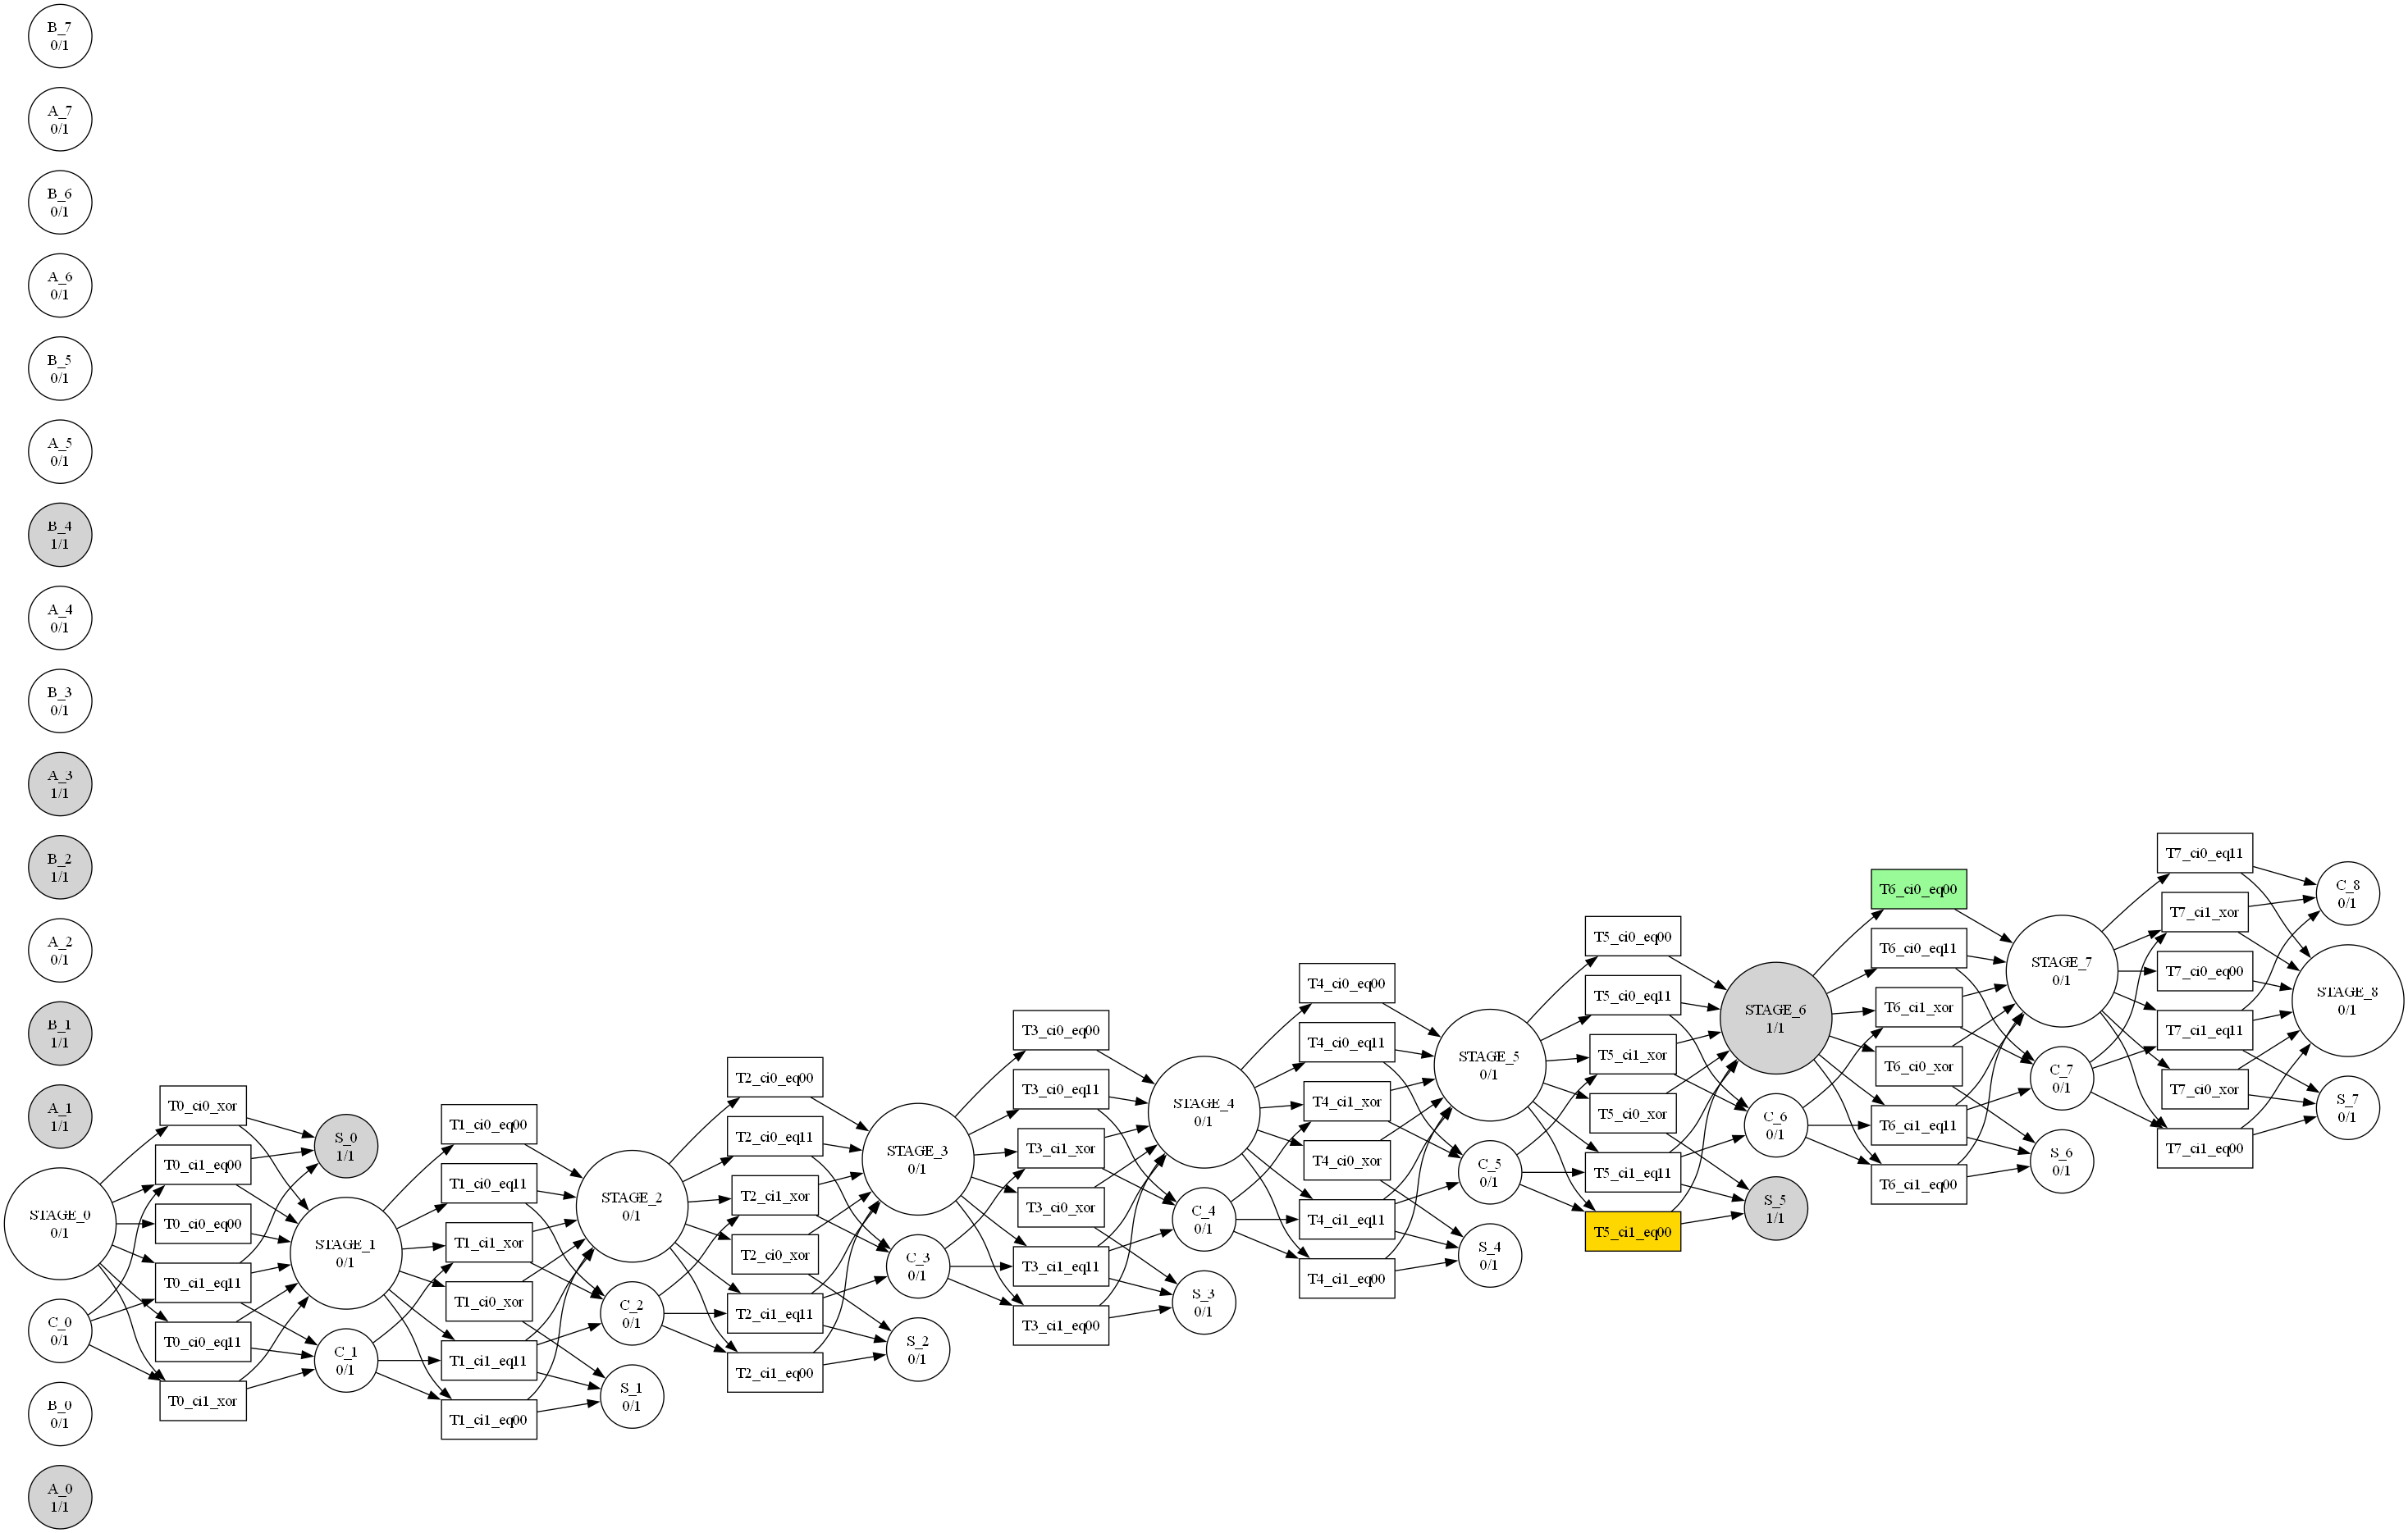 B_7
0/1
A_7
0/1
B_6
0/1
A_6
0/1
B_5
0/1
A_5
0/1
B_4
1/1
A_4
0/1
B_3
0/1
A_3
1/1
B_2
1/1
A_2
0/1
B_1
1/1
A_1
1/1
STAGE_0
0/1
C_0
0/1
B_0
0/1
A_0
1/1
T0_ci0_xor
T0_ci1_eq00
T0_ci0_eq00
T0_ci1_eq11
T0_ci0_eq11
T0_ci1_xor
S_0
1/1
STAGE_1
0/1
C_1
0/1
T1_ci0_eq00
T1_ci0_eq11
T1_ci1_xor
T1_ci0_xor
T1_ci1_eq11
T1_ci1_eq00
STAGE_2
0/1
C_2
0/1
S_1
0/1
T2_ci0_eq00
T2_ci0_eq11
T2_ci1_xor
T2_ci0_xor
T2_ci1_eq11
T2_ci1_eq00
STAGE_3
0/1
C_3
0/1
S_2
0/1
T3_ci0_eq00
T3_ci0_eq11
T3_ci1_xor
T3_ci0_xor
T3_ci1_eq11
T3_ci1_eq00
STAGE_4
0/1
C_4
0/1
S_3
0/1
T4_ci0_eq00
T4_ci0_eq11
T4_ci1_xor
T4_ci0_xor
T4_ci1_eq11
T4_ci1_eq00
STAGE_5
0/1
C_5
0/1
S_4
0/1
T5_ci0_eq00
T5_ci0_eq11
T5_ci1_xor
T5_ci0_xor
T5_ci1_eq11
T5_ci1_eq00
STAGE_6
1/1
C_6
0/1
S_5
1/1
T6_ci0_eq00
T6_ci0_eq11
T6_ci1_xor
T6_ci0_xor
T6_ci1_eq11
T6_ci1_eq00
STAGE_7
0/1
C_7
0/1
S_6
0/1
T7_ci0_eq11
T7_ci1_xor
T7_ci0_eq00
T7_ci1_eq11
T7_ci0_xor
T7_ci1_eq00
C_8
0/1
STAGE_8
0/1
S_7
0/1